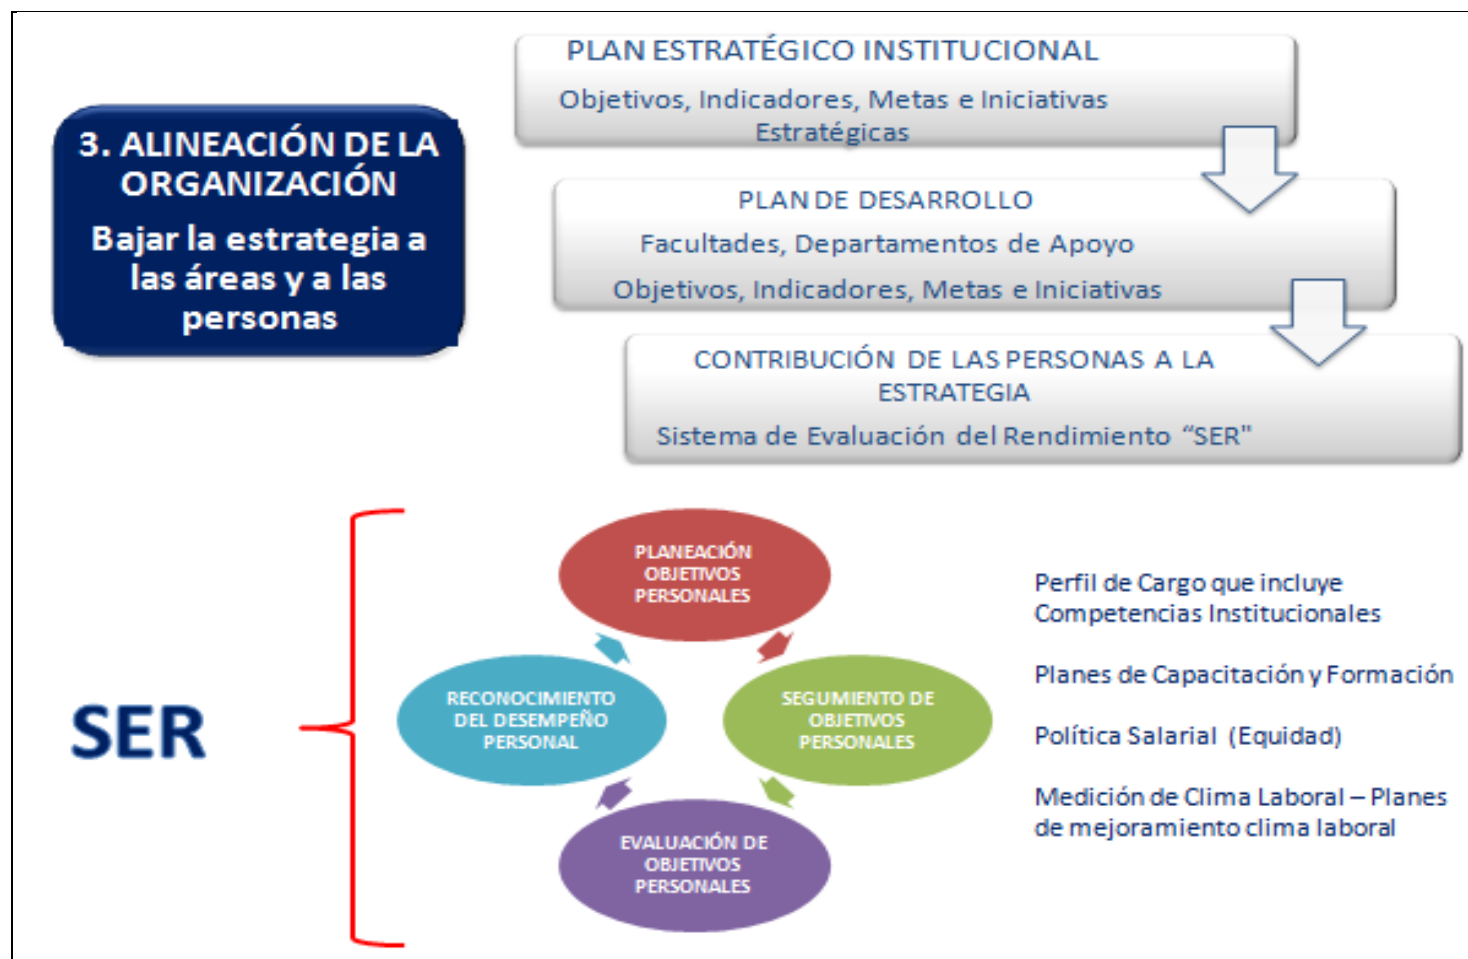 3. ALINEACIÓN DE LA
ORGANIZACIÓN
Bajar la estrategia a
las áreas y a las
personas
PLAN ESTRATÉGICO INSTITUCIONAL
Objetivos, Indicadores, Metas e Iniciativas
Estratégicas
PLAN DE DESARROLLO
Facultades, Departamentos de Apoyo
Objetivos, Indicadores, Metas e Iniciativas
CONTRIBUCIÓN DE LAS PERSONAS A LA
ESTRATEGIA
Sistema de Evaluación del Rendimiento “SER"
SER
PLANEACIÓN
OBJETIVOS
PERSONALES
RECONOCIMIENTO
DEL DESEMPEÑO
PERSONAL
SEGUMIENTO DE
OBJETIVOS
PERSONALES
EVALUACIÓN DE
OBJETIVOS
PERSONALES
Perfil de Cargo que incluye
Competencias Institucionales
Planes de Capacitación y Formación
Política Salarial (Equidad)
Medición de Clima Laboral – Planes
de mejoramiento clima laboral